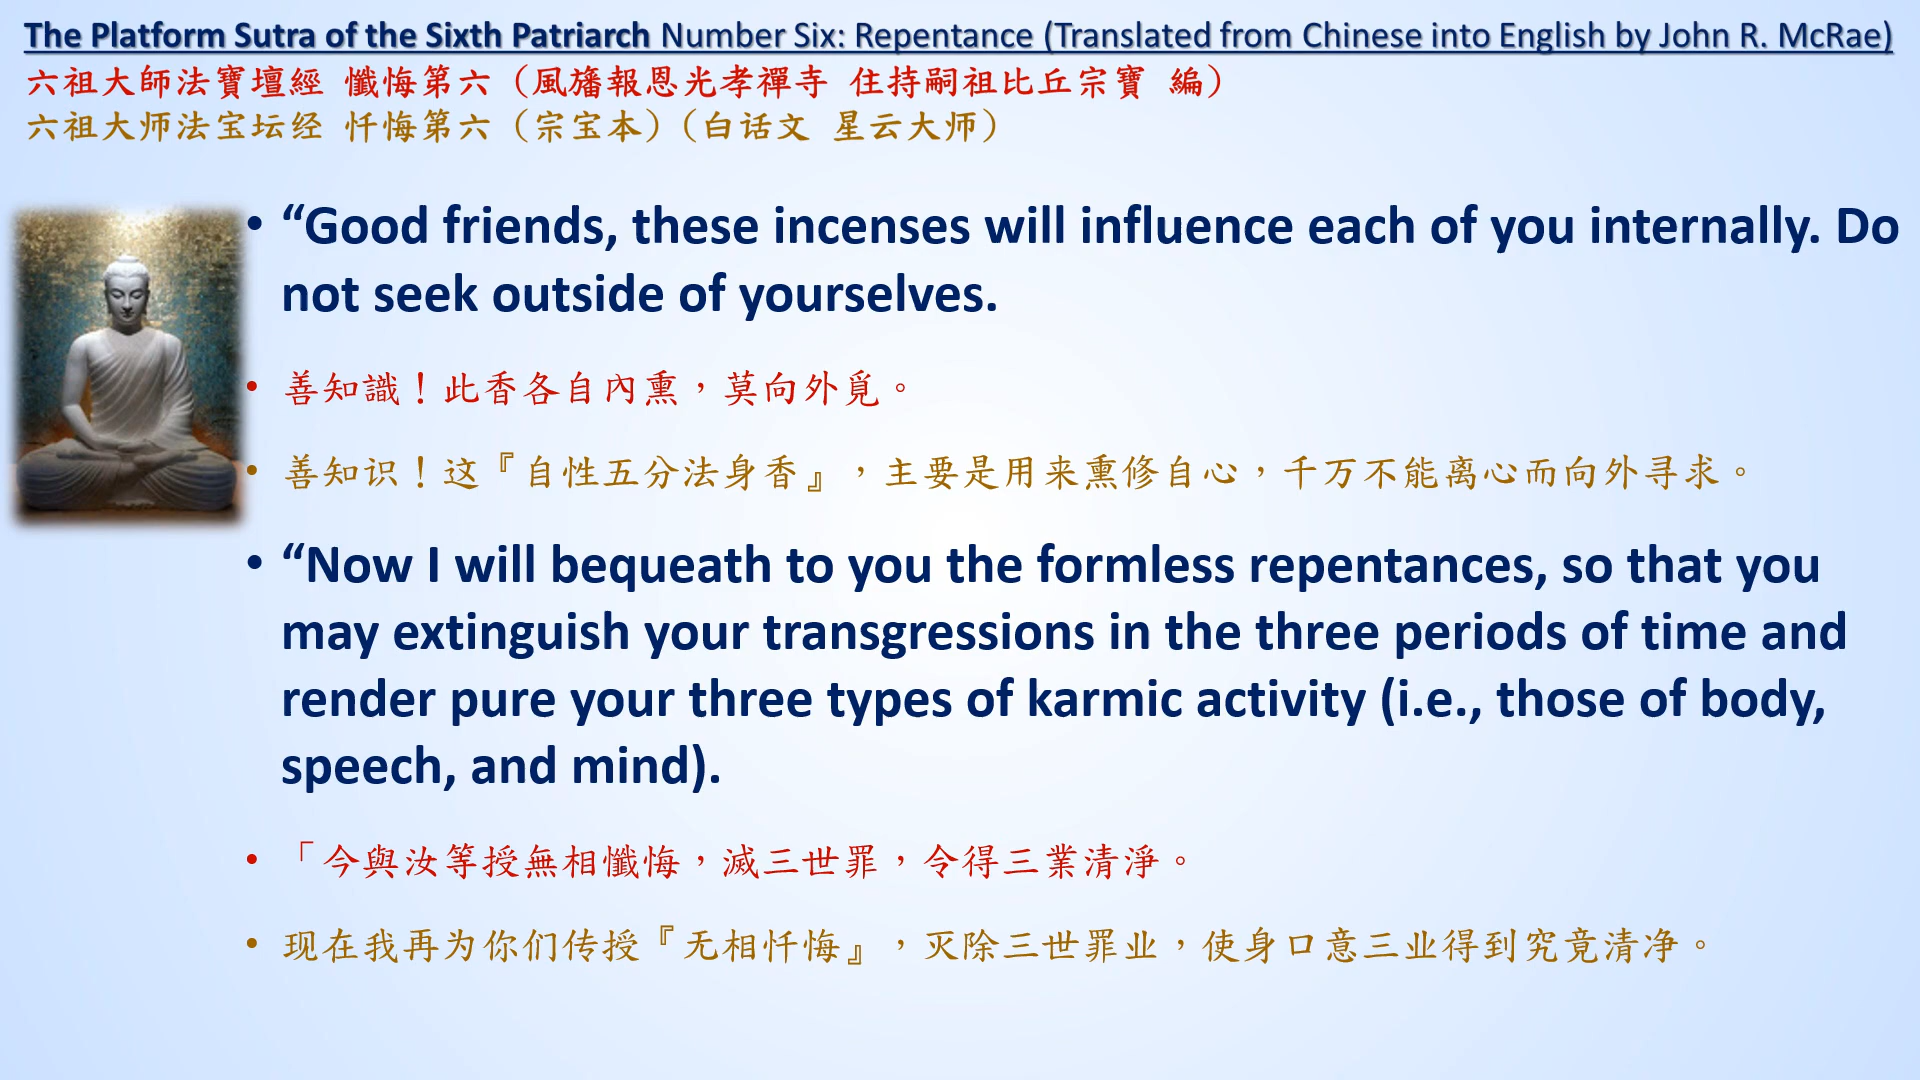 The Platform Sutra of the Sixth Patriarch Number Six: Repentance (Translated from Chinese into English by John R. McRae)
六祖大師法寶壇經 懺悔第六（風旛報恩光孝禪寺 住持嗣祖比丘宗寶 編）
六祖大师法宝坛经 忏悔第六（宗宝本）（白话文 星云大师）
• “Good friends, these incenses will influence each of you internally. Do
not seek outside of yourselves.
• 善知識！此香各自內熏，莫向外覓。
• 善知识！这『自性五分法身香』，主要是用来熏修自心，千万不能离心而向外寻求。
• “Now I will bequeath to you the formless repentances, so that you
may extinguish your transgressions in the three periods of time and
render pure your three types of karmic activity (i.e., those of body,
speech, and mind).
• 「今與汝等授無相懺悔，滅三世罪，令得三業清淨。
• 现在我再为你们传授『无相忏悔』，灭除三世罪业，使身口意三业得到究竟清净。